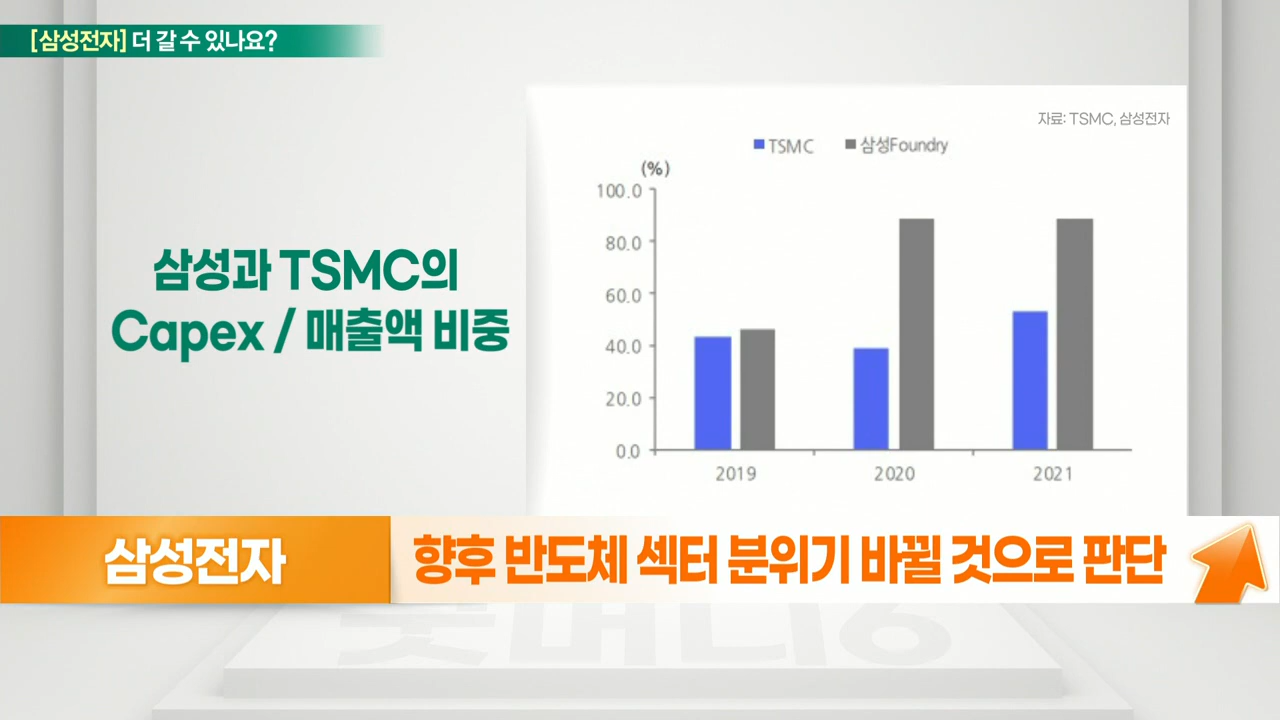 [삼성전자] 더 갈 수 있나요?
자료: TSMC, 삼성전자
TSMC 삼성Foundry
(%)
100.0
80.0
60.0
40.0
20.0
0.0
2019 2020 2021
삼성과 TSMC의
Capex / 매출액 비중
삼성전자
향후 반도체 섹터 분위기 바뀔 것으로 판단